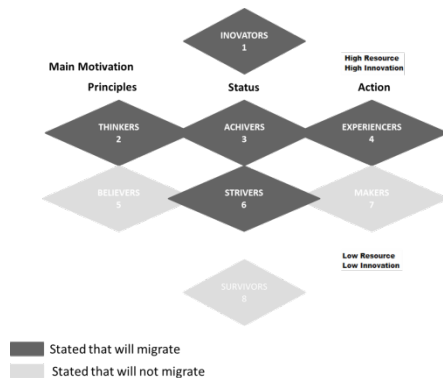 INOVATORS
1
High Resource
High Innovation
Main Motivation
Principles
Status
Action
THINKERS
2
ACHIVERS
3
EXPERIENCERS
4
BELIEVERS
5
STRIVERS
6
MAKERS
7
Low Resource
Low Innovation
SURVIVORS
8
Stated that will migrate
Stated that will not migrate